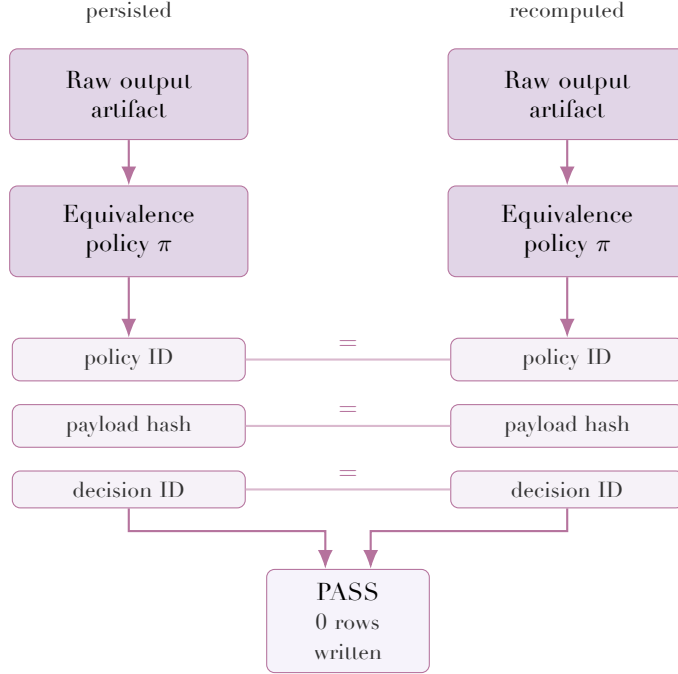 persisted
recomputed
Raw output
artifact
Raw output
artifact
Equivalence
policy π
Equivalence
policy π
policy ID
=
policy ID
payload hash
=
payload hash
decision ID
=
decision ID
PASS
0 rows
written